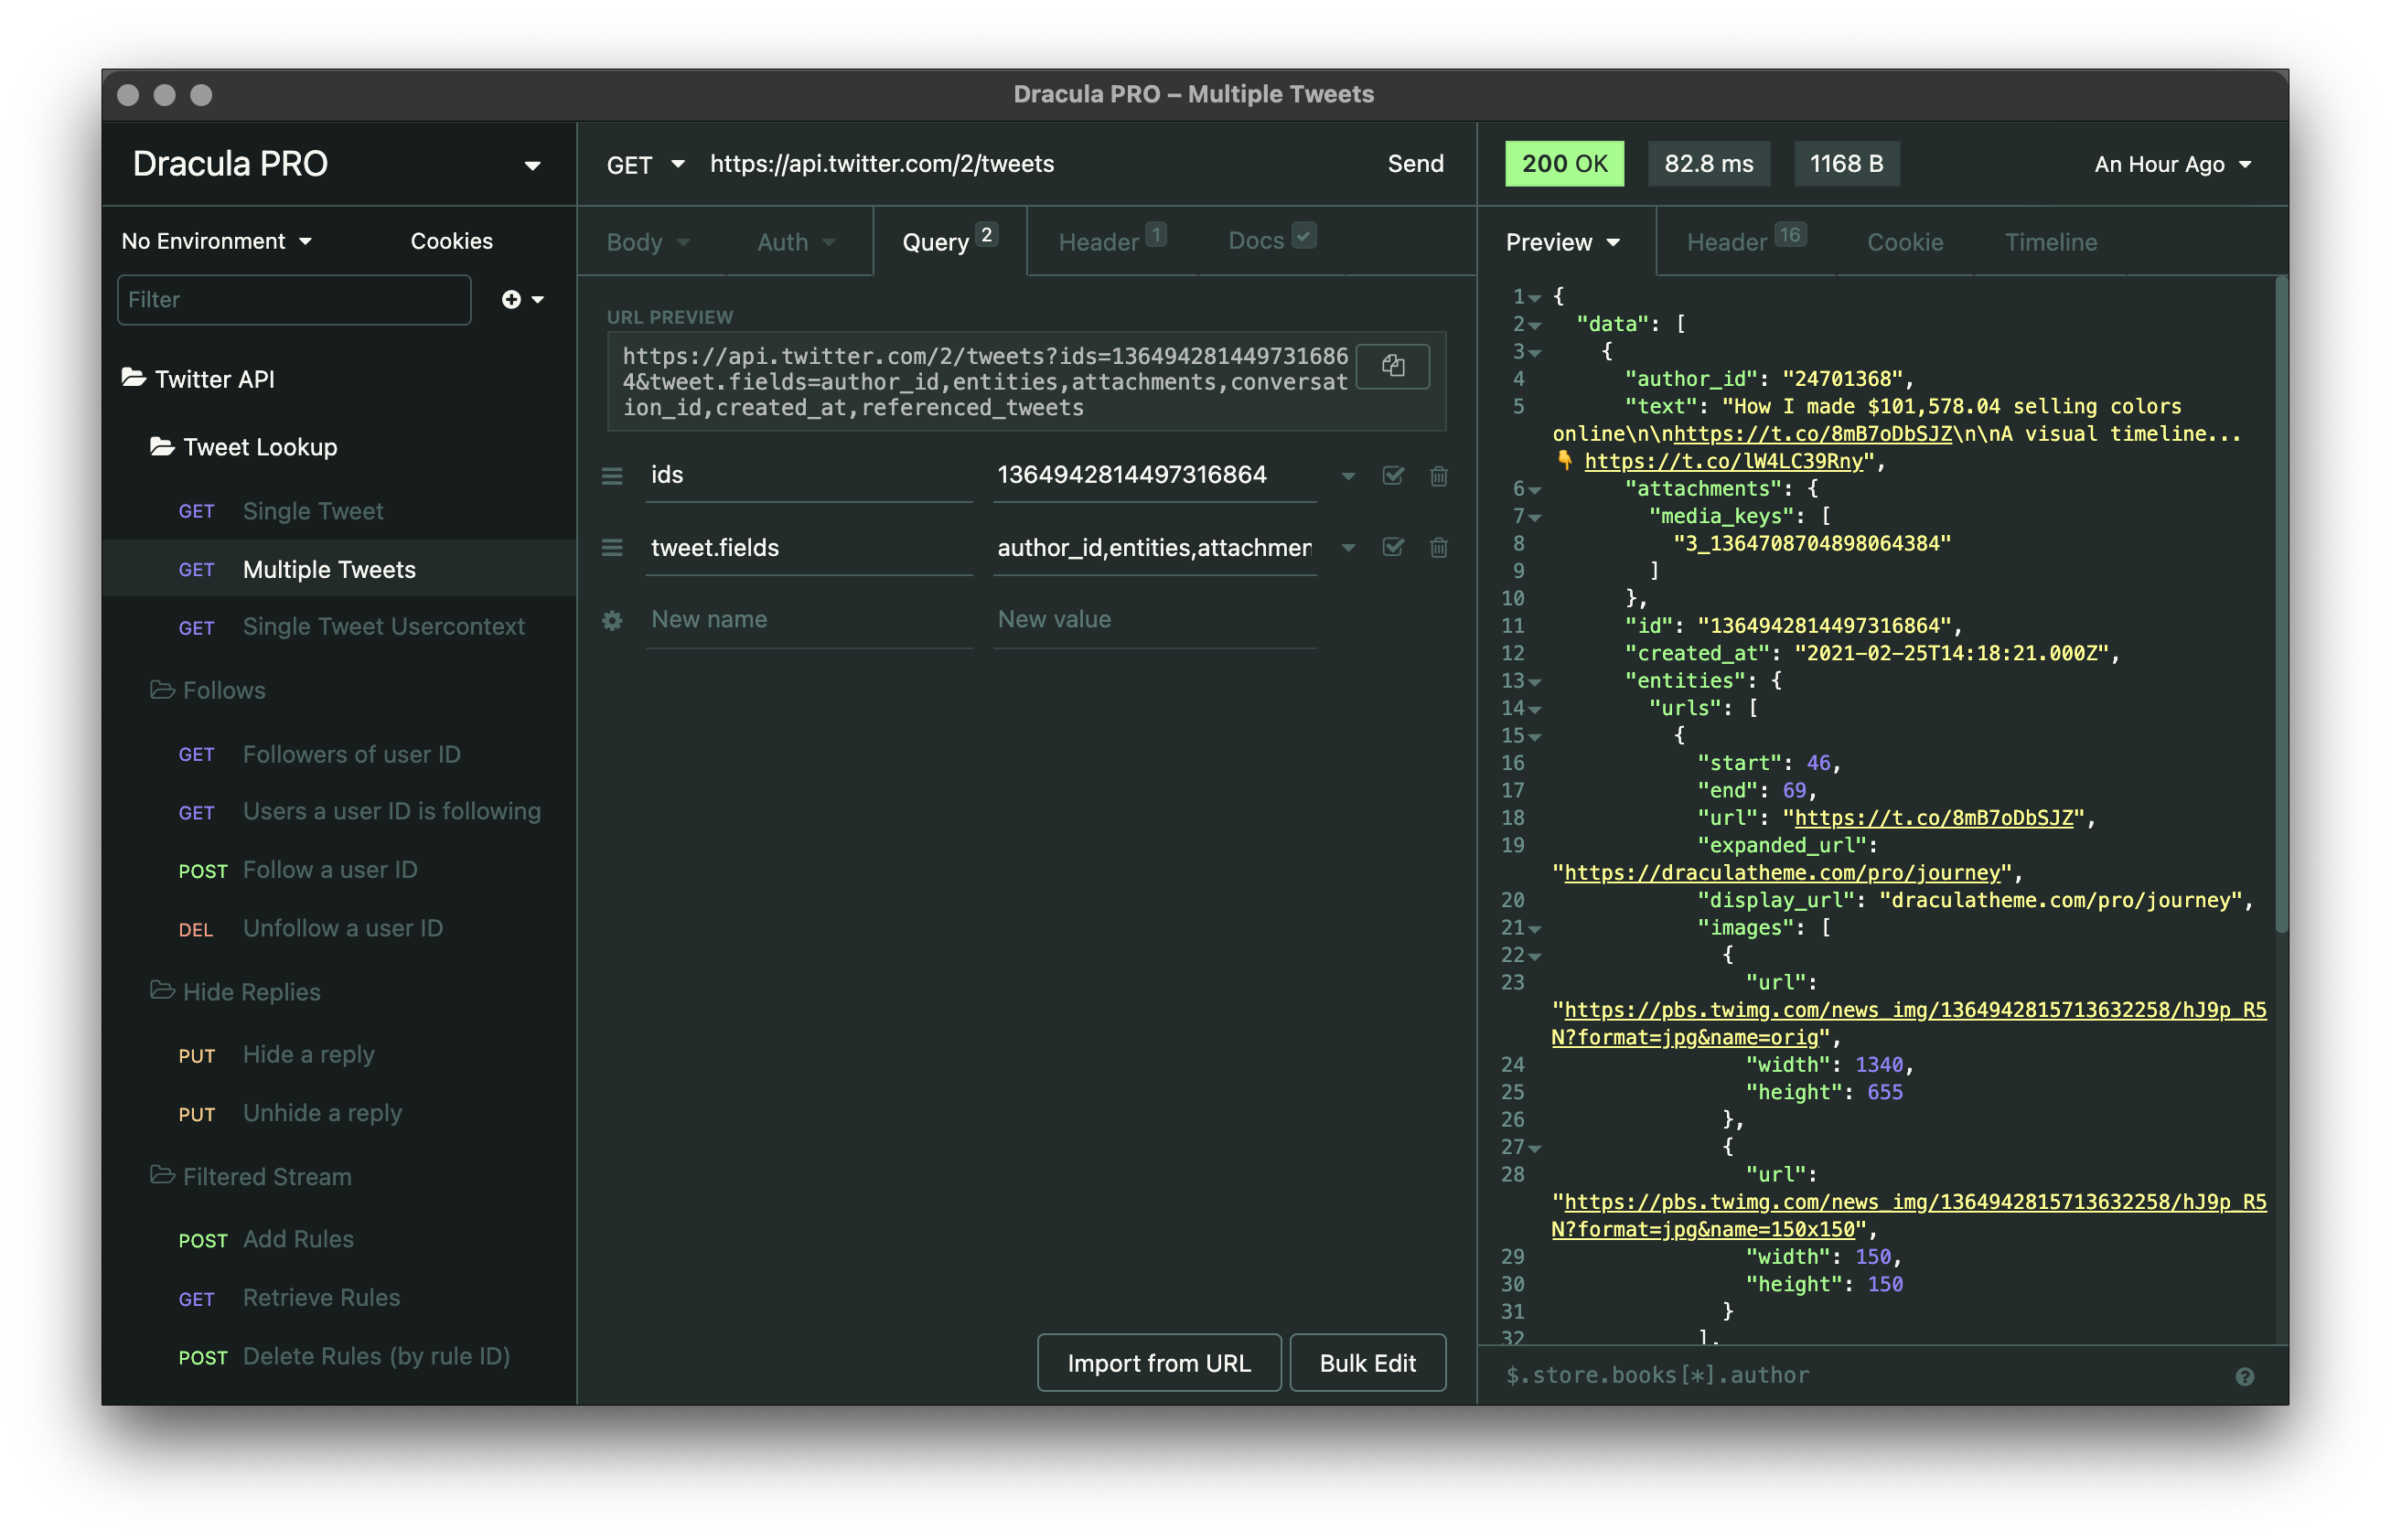 Dracula PRO – Multiple Tweets
Dracula PRO
No Environment
Cookies
Filter
Twitter API
Tweet Lookup
GET Single Tweet
GET Multiple Tweets
GET Single Tweet Usercontext
Follows
GET Followers of user ID
GET Users a user ID is following
POST Follow a user ID
DEL Unfollow a user ID
Hide Replies
PUT Hide a reply
PUT Unhide a reply
Filtered Stream
POST Add Rules
GET Retrieve Rules
POST Delete Rules (by rule ID)
GET https://api.twitter.com/2/tweets Send
Body Auth Query 2 Header 1 Docs
URL PREVIEW
https://api.twitter.com/2/tweets?ids=136494281449731686
4&tweet.fields=author_id,entities,attachments,conversat
ion_id,created_at,referenced_tweets
ids 1364942814497316864
tweet.fields author_id,entities,attachmen
New name New value
Import from URL Bulk Edit
200 OK 82.8 ms 1168 B An Hour Ago
Preview Header 16 Cookie Timeline
1 {
2 "data": [
3 {
4 "author_id": "24701368",
5 "text": "How I made $101,578.04 selling colors
online\n\nhttps://t.co/8mB7oDbSJZ\n\nA visual timeline...
👇 https://t.co/lW4LC39Rny",
6 "attachments": {
7 "media_keys": [
8 "3_1364708704898064384"
9 ]
10 },
11 "id": "1364942814497316864",
12 "created_at": "2021-02-25T14:18:21.000Z",
13 "entities": {
14 "urls": [
15 {
16 "start": 46,
17 "end": 69,
18 "url": "https://t.co/8mB7oDbSJZ",
19 "expanded_url":
"https://draculatheme.com/pro/journey",
20 "display_url": "draculatheme.com/pro/journey",
21 "images": [
22 {
23 "url":
"https://pbs.twimg.com/news_img/1364942815713632258/hJ9p_R5
N?format=jpg&name=orig",
24 "width": 1340,
25 "height": 655
26 },
27 {
28 "url":
"https://pbs.twimg.com/news_img/1364942815713632258/hJ9p_R5
N?format=jpg&name=150x150",
29 "width": 150,
30 "height": 150
31 }
32 ],
$.store.books[*].author